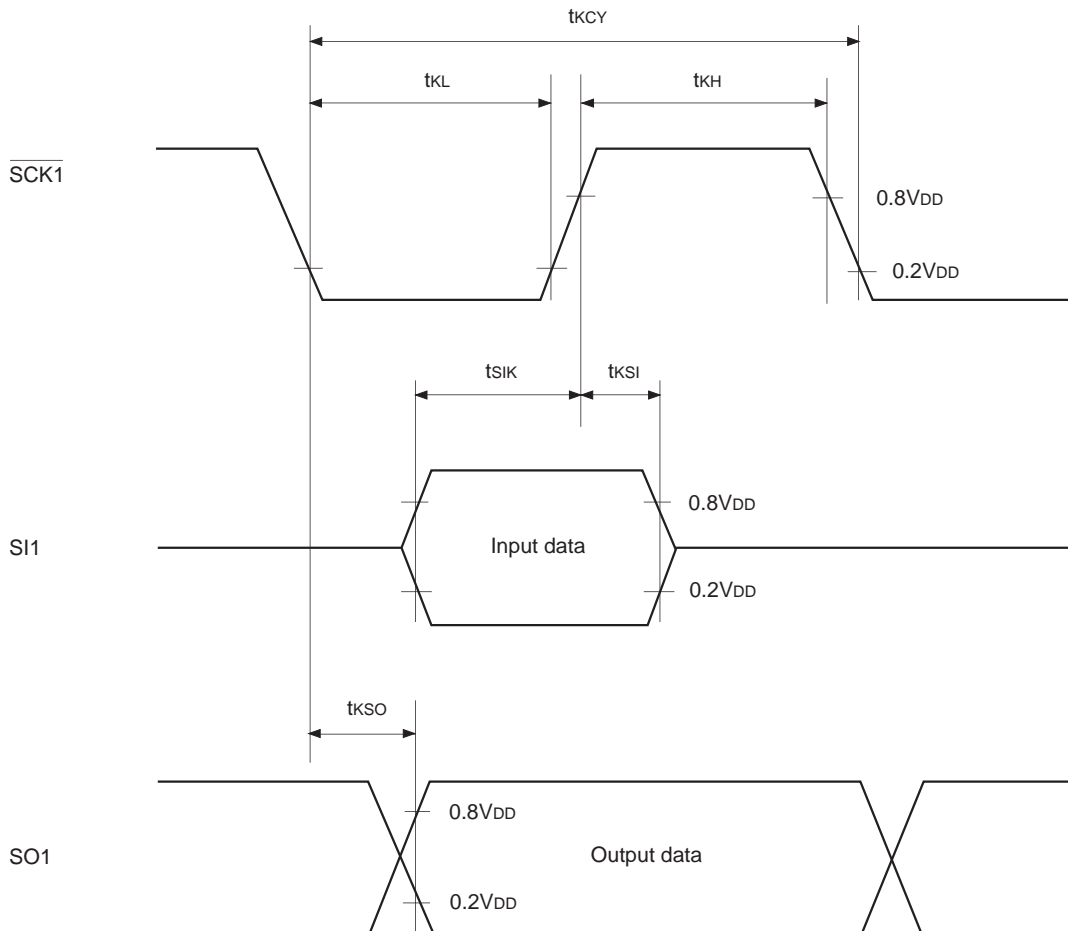 tKCY
tKL
tKH
SCK1
0.8VDD
0.2VDD
tSIK
tKSI
SI1
0.8VDD
Input data
0.2VDD
tKSO
0.8VDD
SO1
Output data
0.2VDD